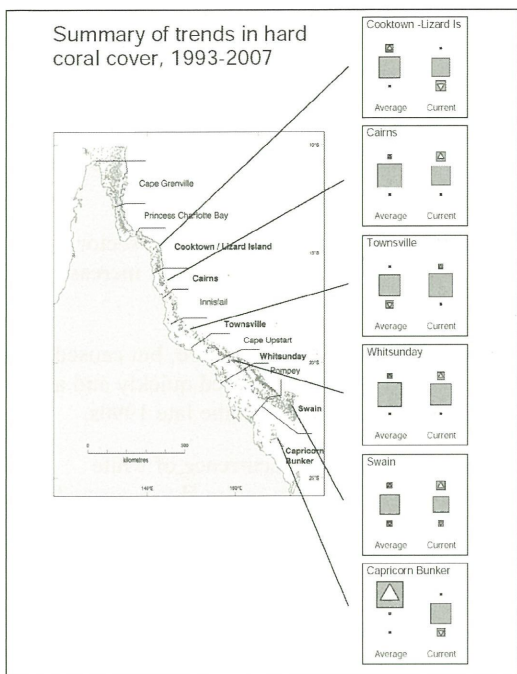 Summary of trends in hard
coral cover, 1993-2007
Cooktown -Lizard Is
Average Current
Cairns
Average Current
Townsville
Average Current
Whitsunday
Average Current
Swain
Average Current
Capricorn Bunker
Average Current
10°S
Cape Grenville
Princess Charlotte Bay
Cooktown / Lizard Island
Cairns
Innisfail
Townsville
Cape Upstart
Whitsunday
Pompey
Swain
Capricorn
Bunker
kilometres